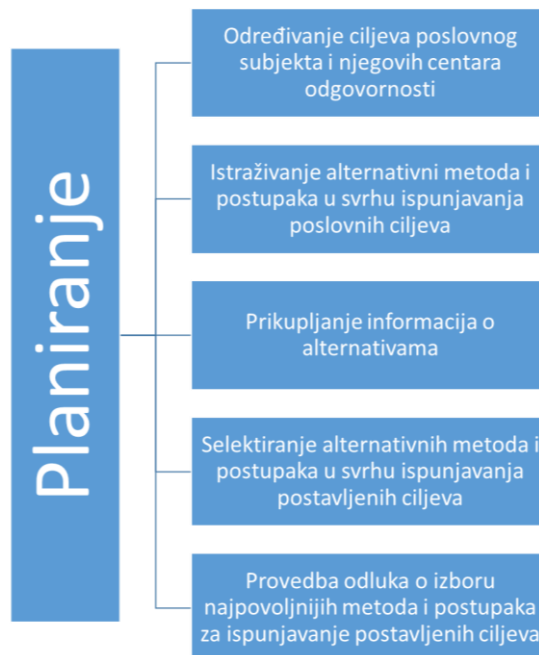 Planiranje
Određivanje ciljeva poslovnog
subjekta i njegovih centara
odgovornosti
Istraživanje alternativni metoda i
postupaka u svrhu ispunjavanja
poslovnih ciljeva
Prikupljanje informacija o
alternativama
Selektiranje alternativnih metoda i
postupaka u svrhu ispunjavanja
postavljenih ciljeva
Provedba odluka o izboru
najpovoljnijih metoda i postupaka
za ispunjavanje postavljenih ciljeva